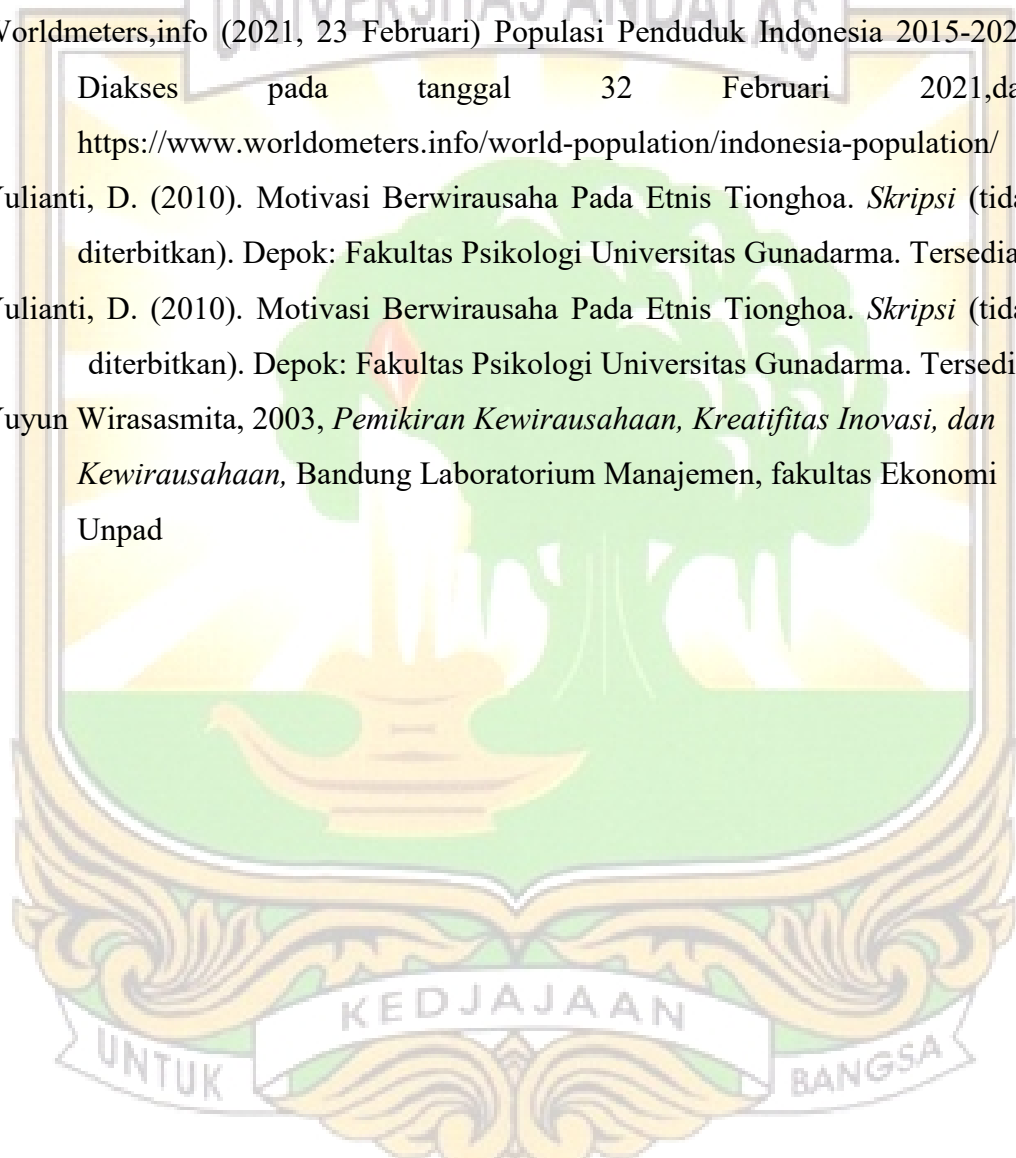 UNIVERSITAS ANDALAS
Worldmeters,info (2021, 23 Februari) Populasi Penduduk Indonesia 2015-202
Diakses pada tanggal 32 Februari 2021,da
https://www.worldometers.info/world-population/indonesia-population/
Yulianti, D. (2010). Motivasi Berwirausaha Pada Etnis Tionghoa. Skripsi (tida
diterbitkan). Depok: Fakultas Psikologi Universitas Gunadarma. Tersedia
Yulianti, D. (2010). Motivasi Berwirausaha Pada Etnis Tionghoa. Skripsi (tida
diterbitkan). Depok: Fakultas Psikologi Universitas Gunadarma. Tersedi
Yuyun Wirasasmita, 2003, Pemikiran Kewirausahaan, Kreatifitas Inovasi, dan
Kewirausahaan, Bandung Laboratorium Manajemen, fakultas Ekonomi
Unpad
UNTUK KEDJAJAAN BANGSA